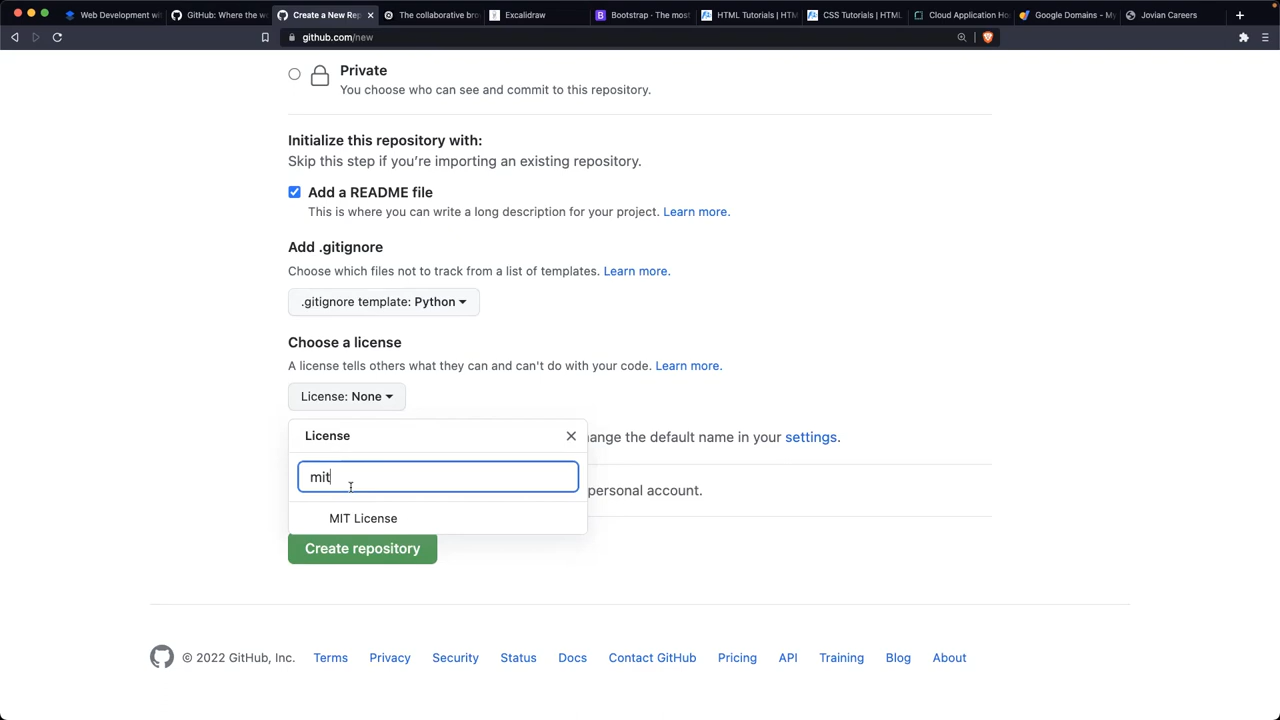 Web Development wit
GitHub: Where the w
Create a New Rep
The collaborative bro
Excalidraw
Bootstrap · The most
HTML Tutorials | HTM
CSS Tutorials | HTML
Cloud Application Ho
Google Domains - My
Jovian Careers
github.com/new
Private
You choose who can see and commit to this repository.
Initialize this repository with:
Skip this step if you're importing an existing repository.
Add a README file
This is where you can write a long description for your project. Learn more.
Add .gitignore
Choose which files not to track from a list of templates. Learn more.
.gitignore template: Python
Choose a license
A license tells others what they can and can't do with your code. Learn more.
License: None
License
ange the default name in your settings.
mit
personal account.
MIT License
Create repository
© 2022 GitHub, Inc. Terms Privacy Security Status Docs Contact GitHub Pricing API Training Blog About